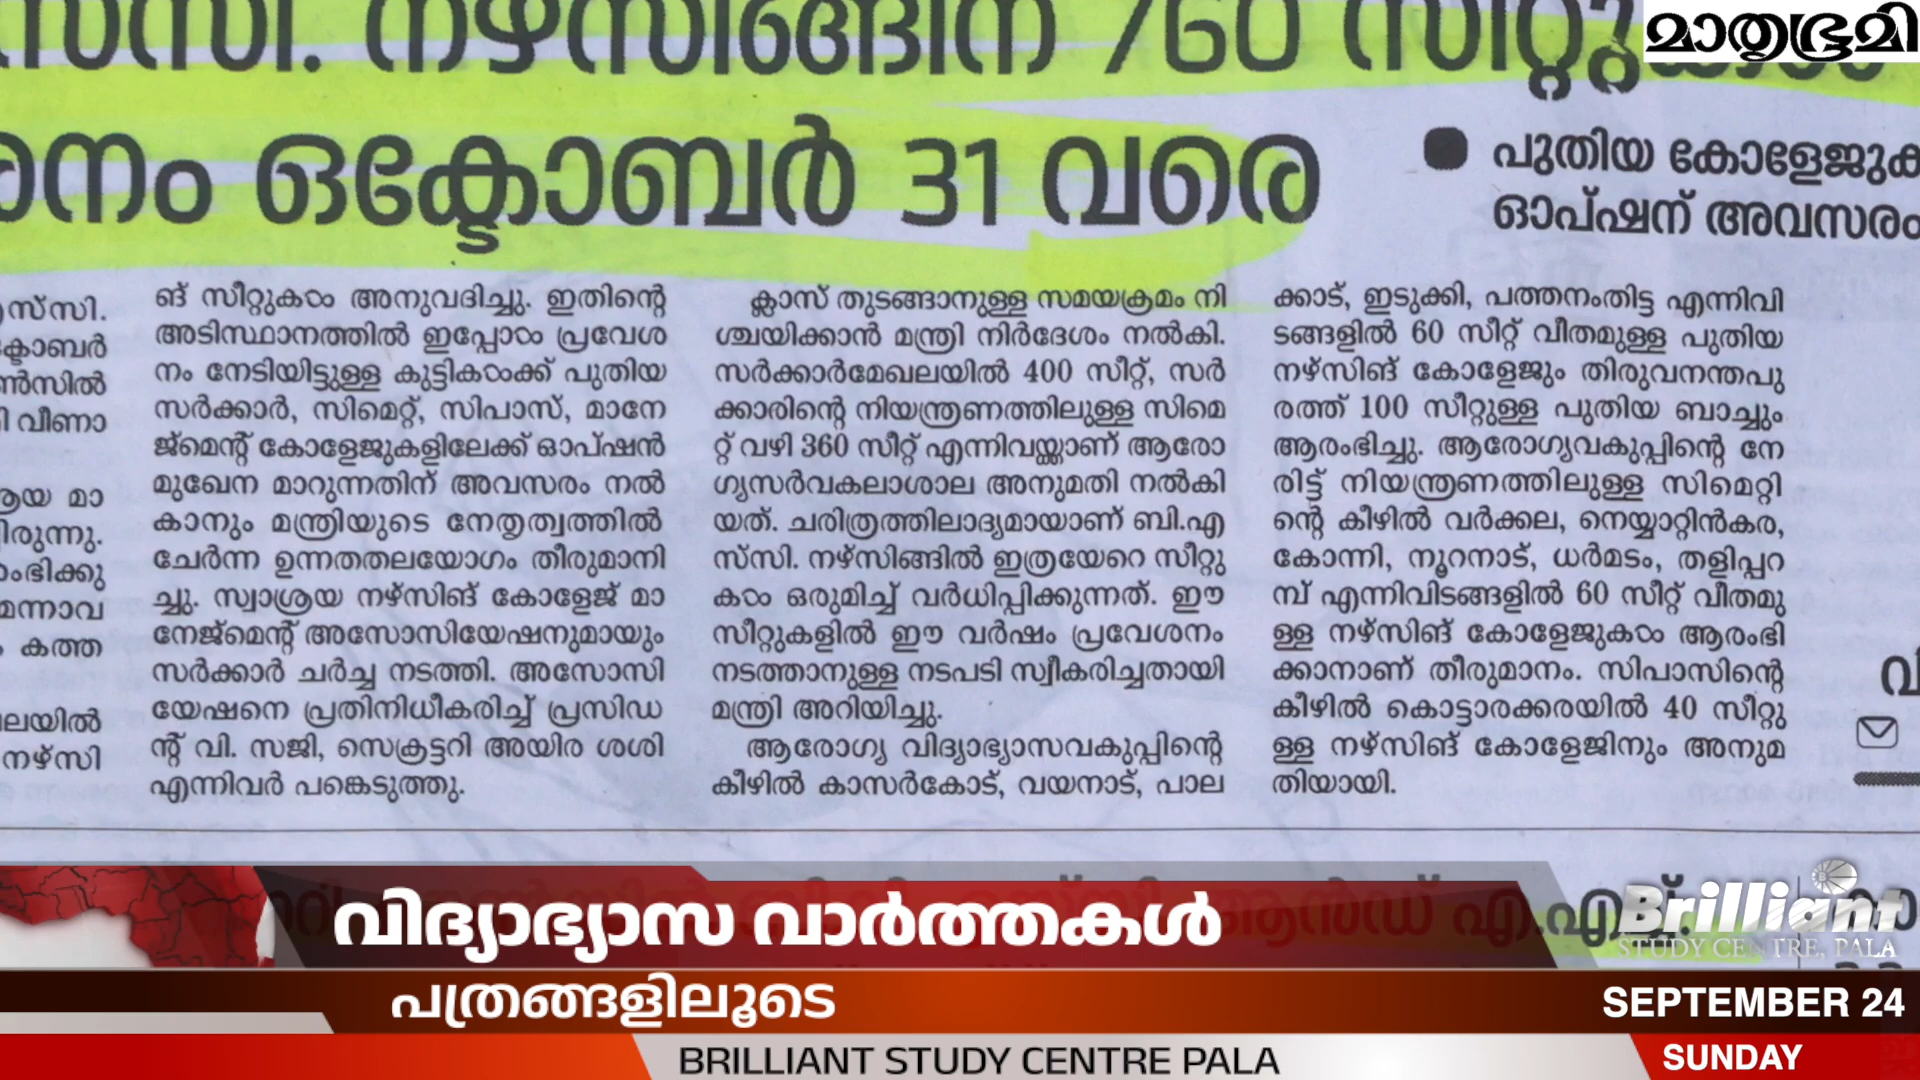 മാതൃഭൂമി
നഴ്സിങ്ങിന് 760
ഒക്ടോബർ 31 വരെ
പുതിയ
ഓപ്ഷന് അവസരം
ക്ടോബർ
വീണാ
മാ
കത്ത
നഴ്സി
ങ് സീറ്റുകൾ അനുവദിച്ചു. ഇതിന്റെ
അടിസ്ഥാനത്തിൽ ഇപ്പോൾ പ്രവേശ
നം നേടിയിട്ടുള്ള കുട്ടികൾക്ക് പുതിയ
സർക്കാർ, സിമെറ്റ്, സിപാസ്, മാനേ
ജ്മെന്റ് കോളേജുകളിലേക്ക് ഓപ്ഷൻ
മുഖേന മാറുന്നതിന് അവസരം നൽ
കാനും മന്ത്രിയുടെ നേതൃത്വത്തിൽ
ചേർന്ന ഉന്നതതലയോഗം തീരുമാനി
ച്ചു. സ്വാശ്രയ നഴ്സിങ് കോളേജ് മാ
നേജ്മെന്റ് അസോസിയേഷനുമായും
സർക്കാർ ചർച്ച നടത്തി. അസോസി
യേഷനെ പ്രതിനിധീകരിച്ച് പ്രസിഡ
ന്റ് വി. സജി, സെക്രട്ടറി അയിര ശശി
എന്നിവർ പങ്കെടുത്തു.
ക്ലാസ് തുടങ്ങാനുള്ള സമയക്രമം നി
ശ്ചയിക്കാൻ മന്ത്രി നിർദേശം നൽകി.
സർക്കാർമേഖലയിൽ 400 സീറ്റ്, സർ
ക്കാരിന്റെ നിയന്ത്രണത്തിലുള്ള സിമെ
റ്റ് വഴി 360 സീറ്റ് എന്നിവയ്ക്കാണ് ആരോ
ഗ്യസർവകലാശാല അനുമതി നൽകി
യത്. ചരിത്രത്തിലാദ്യമായാണ് ബി.എ
സ്‌സി. നഴ്സിങ്ങിൽ ഇത്രയേറെ സീറ്റു
കൾ ഒരുമിച്ച് വർധിപ്പിക്കുന്നത്. ഈ
സീറ്റുകളിൽ ഈ വർഷം പ്രവേശനം
നടത്താനുള്ള നടപടി സ്വീകരിച്ചതായി
മന്ത്രി അറിയിച്ചു.
ആരോഗ്യ വിദ്യാഭ്യാസവകുപ്പിന്റെ
കീഴിൽ കാസർകോട്, വയനാട്, പാല
ക്കാട്, ഇടുക്കി, പത്തനംതിട്ട എന്നിവി
ടങ്ങളിൽ 60 സീറ്റ് വീതമുള്ള പുതിയ
നഴ്സിങ് കോളേജും തിരുവനന്തപു
രത്ത് 100 സീറ്റുള്ള പുതിയ ബാച്ചും
ആരംഭിച്ചു. ആരോഗ്യവകുപ്പിന്റെ നേ
രിട്ട് നിയന്ത്രണത്തിലുള്ള സിമെറ്റി
ന്റെ കീഴിൽ വർക്കല, നെയ്യാറ്റിൻകര,
കോന്നി, നൂറനാട്, ധർമടം, തളിപ്പറ
മ്പ് എന്നിവിടങ്ങളിൽ 60 സീറ്റ് വീതമു
ള്ള നഴ്സിങ് കോളേജുകൾ ആരംഭി
ക്കാനാണ് തീരുമാനം. സിപാസിന്റെ
കീഴിൽ കൊട്ടാരക്കരയിൽ 40 സീറ്റു
ള്ള നഴ്സിങ് കോളേജിനും അനുമ
തിയായി.
വിദ്യാഭ്യാസ വാർത്തകൾ
Brilliant
STUDY CENTRE, PALA
പത്രങ്ങളിലൂടെ
SEPTEMBER 24
BRILLIANT STUDY CENTRE PALA
SUNDAY